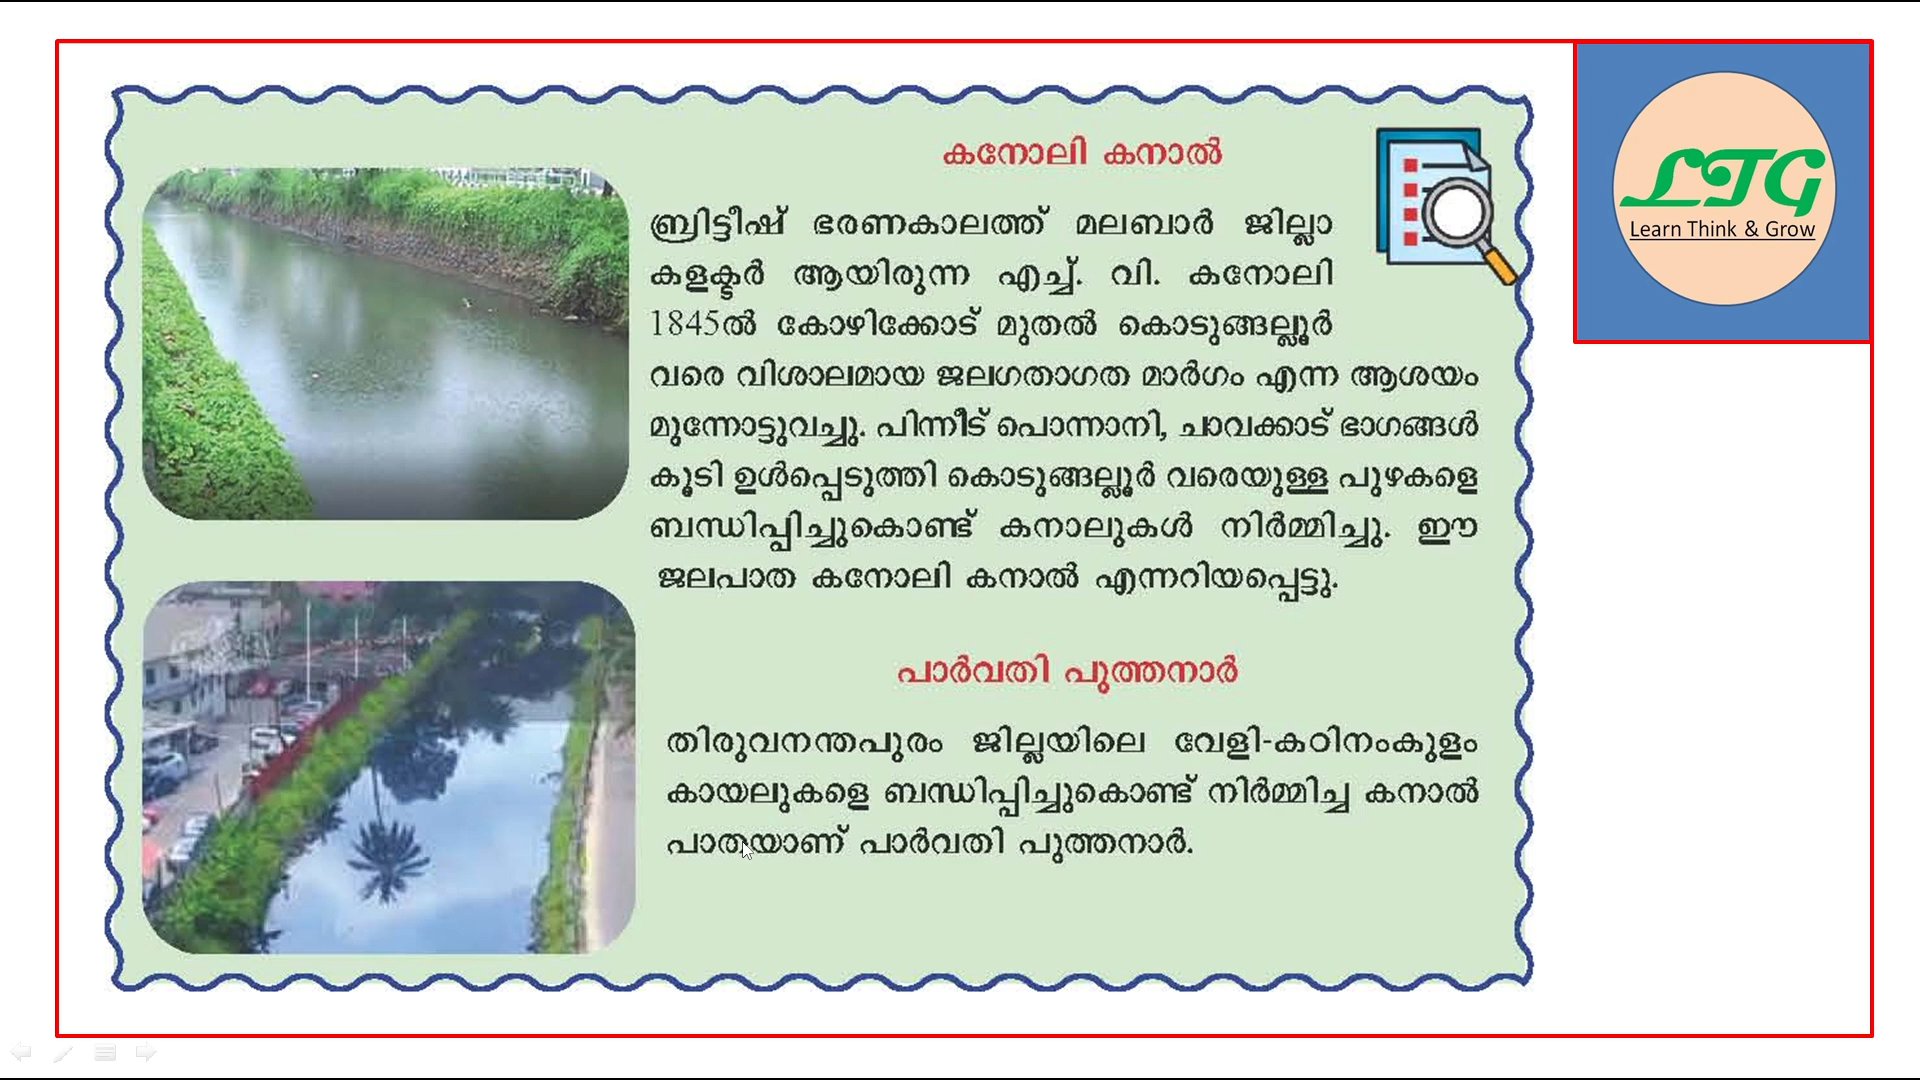 കനോലി കനാൽ
ബ്രിട്ടീഷ് ഭരണകാലത്ത് മലബാർ ജില്ലാ
കളക്ടർ ആയിരുന്ന എച്ച്. വി. കനോലി
1845ൽ കോഴിക്കോട് മുതൽ കൊടുങ്ങല്ലൂർ
വരെ വിശാലമായ ജലഗതാഗത മാർഗം എന്ന ആശയം
മുന്നോട്ടുവച്ചു. പിന്നീട് പൊന്നാനി, ചാവക്കാട് ഭാഗങ്ങൾ
കൂടി ഉൾപ്പെടുത്തി കൊടുങ്ങല്ലൂർ വരെയുള്ള പുഴകളെ
ബന്ധിപ്പിച്ചുകൊണ്ട് കനാലുകൾ നിർമ്മിച്ചു. ഈ
ജലപാത കനോലി കനാൽ എന്നറിയപ്പെട്ടു.
പാർവതി പുത്തനാർ
തിരുവനന്തപുരം ജില്ലയിലെ വേളി-കഠിനംകുളം
കായലുകളെ ബന്ധിപ്പിച്ചുകൊണ്ട് നിർമ്മിച്ച കനാൽ
പാതയാണ് പാർവതി പുത്തനാർ.
LTG
Learn Think & Grow